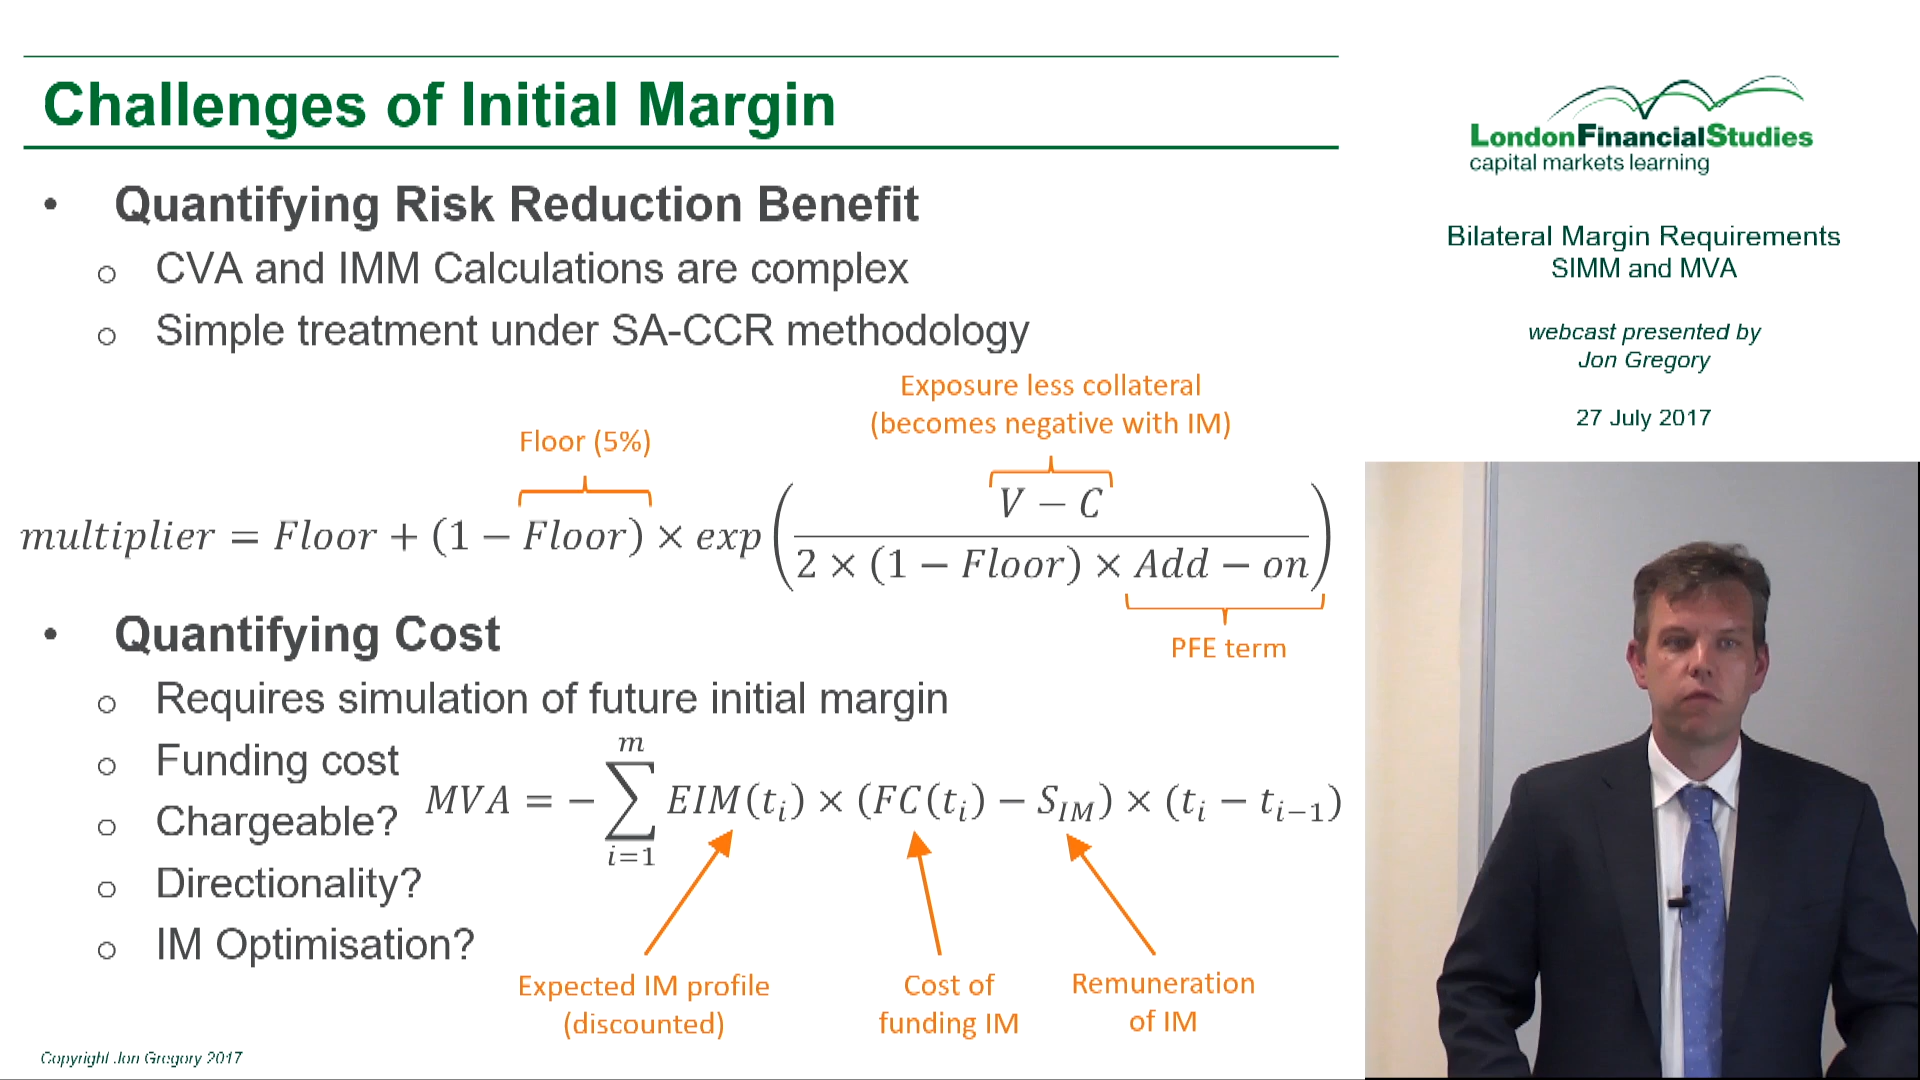 Challenges of Initial Margin
• Quantifying Risk Reduction Benefit
o CVA and IMM Calculations are complex
o Simple treatment under SA-CCR methodology
Exposure less collateral
(becomes negative with IM)
Floor (5%)
multiplier = Floor + (1 − Floor) × exp ( V − C / 2 × (1 − Floor) × Add − on )
PFE term
• Quantifying Cost
o Requires simulation of future initial margin
o Funding cost
o Chargeable?
MVA = − ∑ m i=1 EIM(tᵢ) × (FC(tᵢ) − S_IM) × (tᵢ − tᵢ₋₁)
o Directionality?
o IM Optimisation?
Expected IM profile
(discounted)
Cost of
funding IM
Remuneration
of IM
Copyright Jon Gregory 2017
LondonFinancialStudies
capital markets learning
Bilateral Margin Requirements
SIMM and MVA
webcast presented by
Jon Gregory
27 July 2017